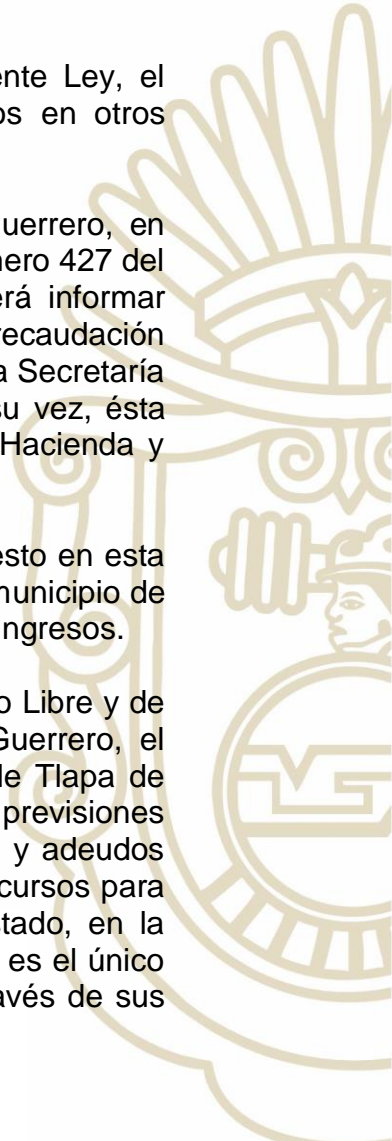 ente Ley, el
os en otros
uerrero, en
nero 427 del
erá informar
recaudación
a Secretaría
su vez, ésta
Hacienda y
esto en esta
municipio de
Ingresos.
o Libre y de
Guerrero, el
de Tlapa de
previsiones
y adeudos
cursos para
stado, en la
es el único
avés de sus